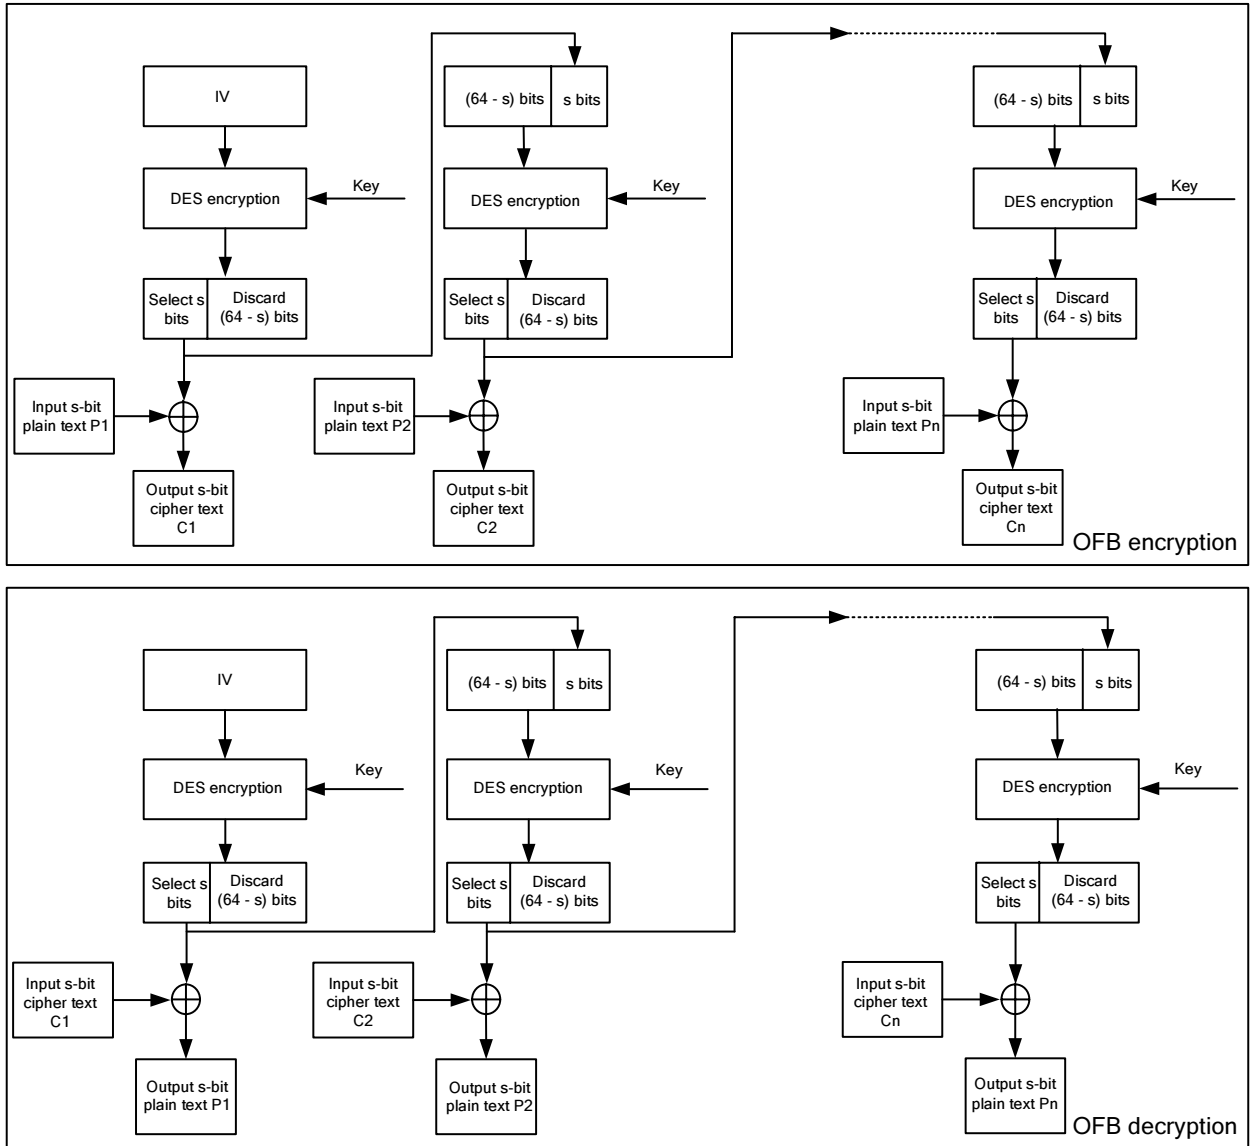 IV
(64 - s) bits
s bits
(64 - s) bits
s bits
DES encryption
Key
DES encryption
Key
DES encryption
Key
Select s
bits
Discard
(64 - s) bits
Select s
bits
Discard
(64 - s) bits
Select s
bits
Discard
(64 - s) bits
Input s-bit
plain text P1
Input s-bit
plain text P2
Input s-bit
plain text Pn
Output s-bit
cipher text
C1
Output s-bit
cipher text
C2
Output s-bit
cipher text
Cn
OFB encryption
IV
(64 - s) bits
s bits
(64 - s) bits
s bits
DES encryption
Key
DES encryption
Key
DES encryption
Key
Select s
bits
Discard
(64 - s) bits
Select s
bits
Discard
(64 - s) bits
Select s
bits
Discard
(64 - s) bits
Input s-bit
cipher text
C1
Input s-bit
cipher text
C2
Input s-bit
cipher text
Cn
Output s-bit
plain text P1
Output s-bit
plain text P2
Output s-bit
plain text Pn
OFB decryption